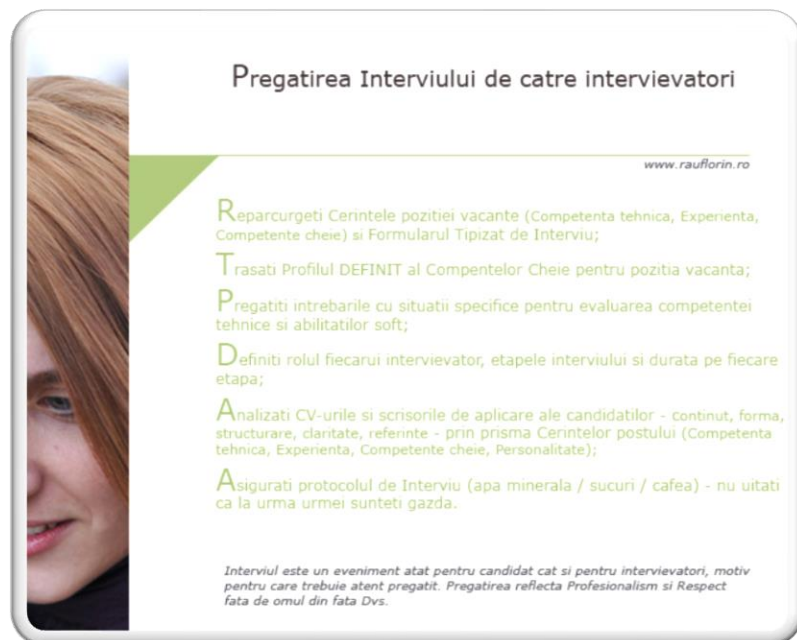 Pregatirea Interviului de catre intervievatori
www.rauflorin.ro
Reparcurgeti Cerintele pozitiei vacante (Competenta tehnica, Experienta,
Competente cheie) si Formularul Tipizat de Interviu;
Trasati Profilul DEFINIT al Compentelor Cheie pentru pozitia vacanta;
Pregatiti intrebarile cu situatii specifice pentru evaluarea competentei
tehnice si abilitatilor soft;
Definiti rolul fiecarui intervievator, etapele interviului si durata pe fiecare
etapa;
Analizati CV-urile si scrisorile de aplicare ale candidatilor - continut, forma,
structurare, claritate, referinte - prin prisma Cerintelor postului (Competenta
tehnica, Experienta, Competente cheie, Personalitate);
Asigurati protocolul de Interviu (apa minerala / sucuri / cafea) - nu uitati
ca la urma urmei sunteti gazda.
Interviul este un eveniment atat pentru candidat cat si pentru intervievatori, motiv
pentru care trebuie atent pregatit. Pregatirea reflecta Profesionalism si Respect
fata de omul din fata Dvs.